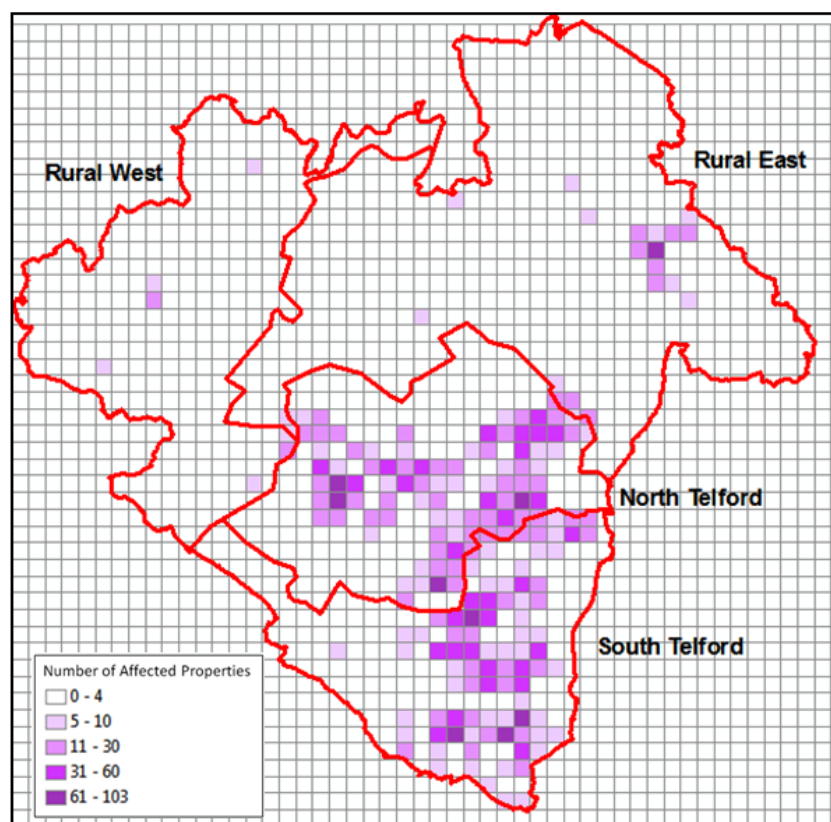 Rural West
Rural East
North Telford
South Telford
Number of Affected Properties
0 - 4
5 - 10
11 - 30
31 - 60
61 - 103